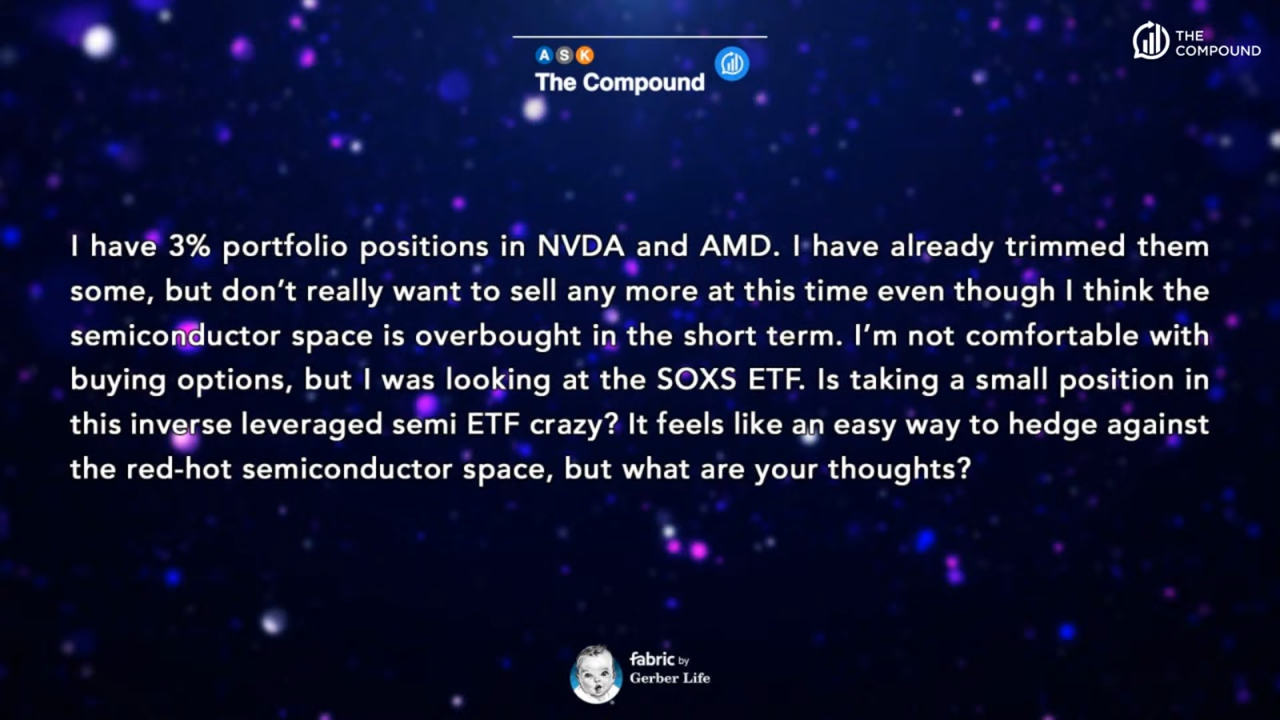 ASK
The Compound
THE
COMPOUND
I have 3% portfolio positions in NVDA and AMD. I have already trimmed them
some, but don't really want to sell any more at this time even though I think the
semiconductor space is overbought in the short term. I'm not comfortable with
buying options, but I was looking at the SOXS ETF. Is taking a small position in
this inverse leveraged semi ETF crazy? It feels like an easy way to hedge against
the red-hot semiconductor space, but what are your thoughts?
fabric by
Gerber Life